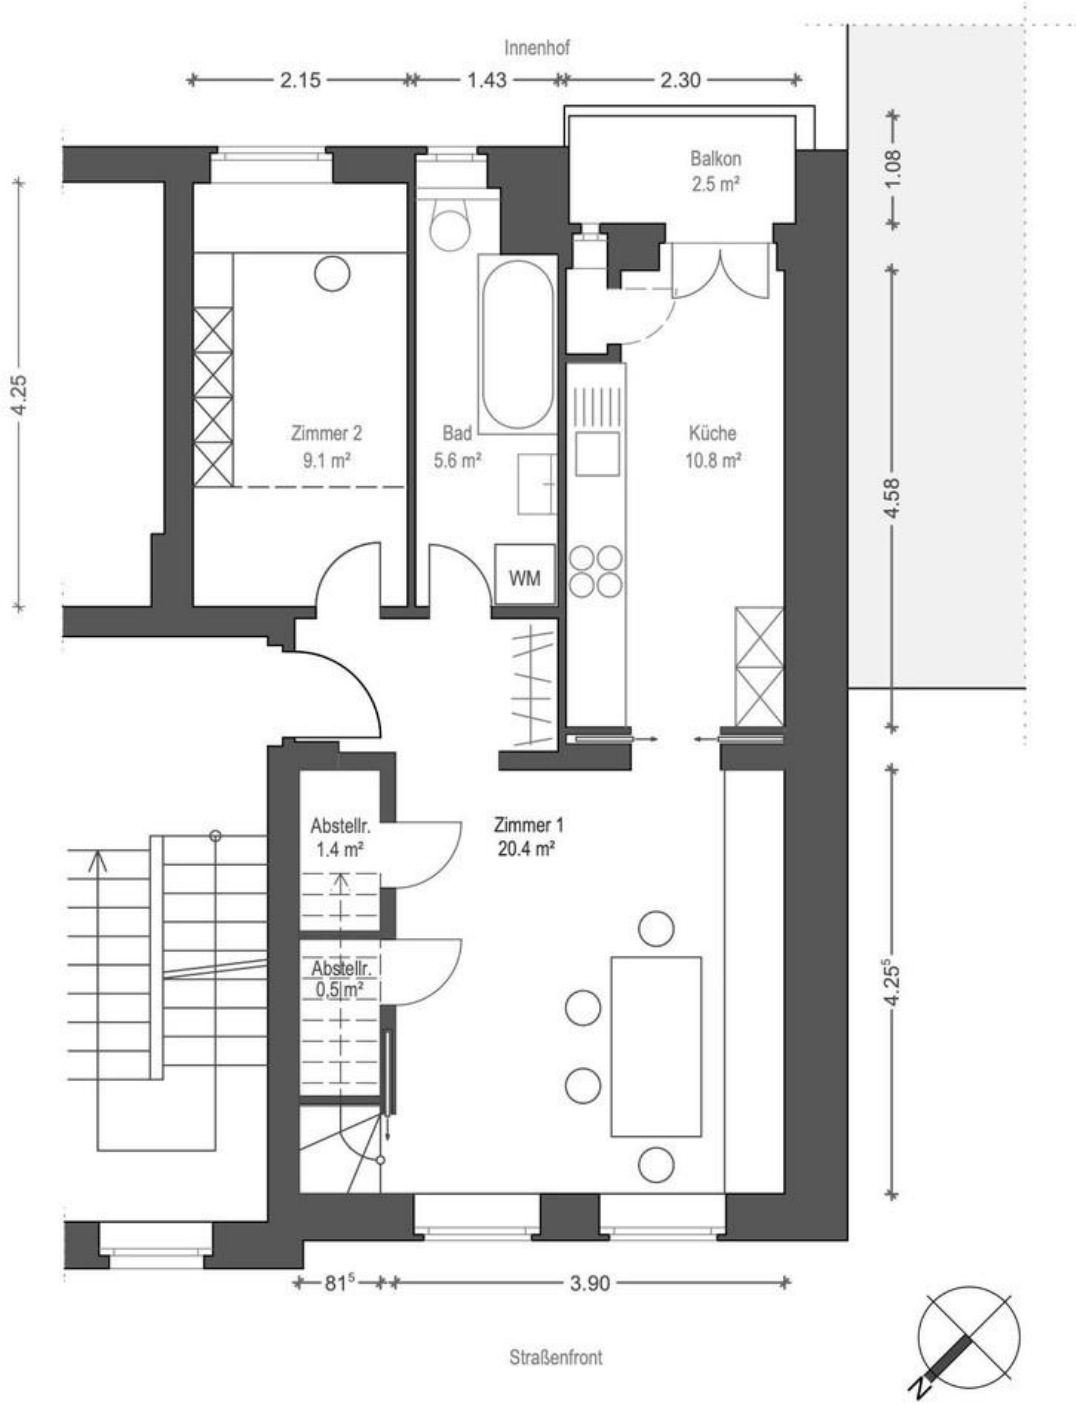 Innenhof
2.15
1.43
2.30
Balkon
2.5 m²
1.08
4.25
Zimmer 2
9.1 m²
Bad
5.6 m²
Küche
10.8 m²
4.58
WM
Abstellr.
1.4 m²
Zimmer 1
20.4 m²
Abstellr.
0.5 m²
4.25⁵
81⁵
3.90
Straßenfront
N